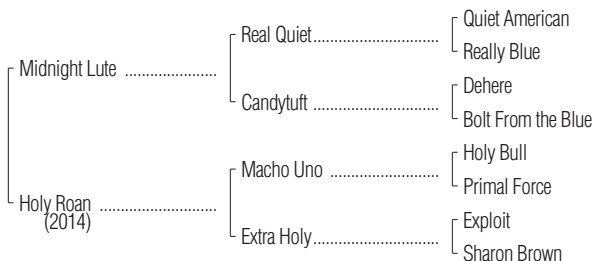 Quiet American
Real Quiet........................................
Really Blue
Midnight Lute ......................
Dehere
Candytuft ........................................
Bolt From the Blue
Holy Bull
Macho Uno ...................................
Primal Force
Holy Roan ............................
(2014)
Exploit
Extra Holy........................................
Sharon Brown